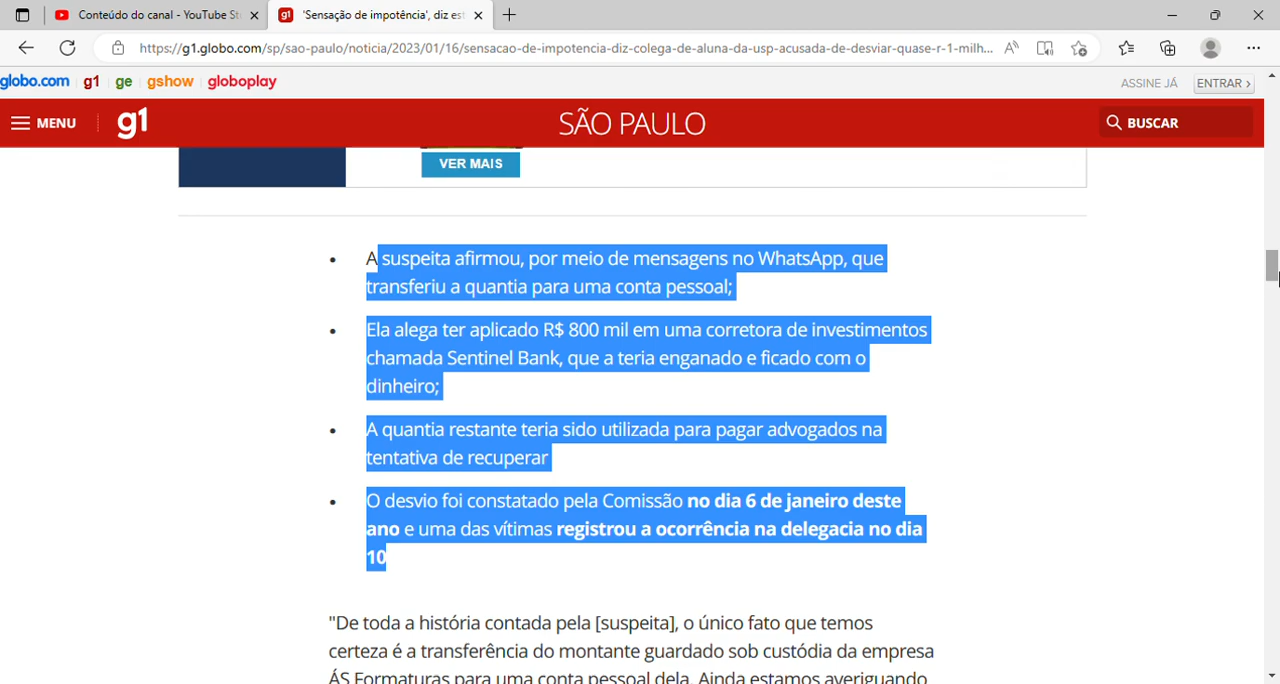 Conteúdo do canal - YouTube St
'Sensação de impotência', diz est
https://g1.globo.com/sp/sao-paulo/noticia/2023/01/16/sensacao-de-impotencia-diz-colega-de-aluna-da-usp-acusada-de-desviar-quase-r-1-milh...
globo.com g1 ge gshow globoplay ASSINE JÁ ENTRAR
MENU g1 SÃO PAULO BUSCAR
VER MAIS
• A suspeita afirmou, por meio de mensagens no WhatsApp, que
transferiu a quantia para uma conta pessoal;
• Ela alega ter aplicado R$ 800 mil em uma corretora de investimentos
chamada Sentinel Bank, que a teria enganado e ficado com o
dinheiro;
• A quantia restante teria sido utilizada para pagar advogados na
tentativa de recuperar
• O desvio foi constatado pela Comissão no dia 6 de janeiro deste
ano e uma das vítimas registrou a ocorrência na delegacia no dia
10
"De toda a história contada pela [suspeita], o único fato que temos
certeza é a transferência do montante guardado sob custódia da empresa
ÁS Formaturas para uma conta pessoal dela. Ainda estamos averiguando